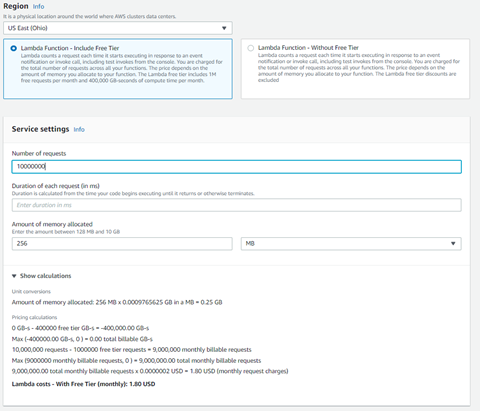 Region Info
It is a physical location around the world where AWS clusters data centers.
US East (Ohio)
Lambda Function - Include Free Tier
Lambda counts a request each time it starts executing in response to an event
notification or invoke call, including test invokes from the console. You are charged for
the total number of requests across all your functions. The price depends on the
amount of memory you allocate to your function. The Lambda free tier includes 1M
free requests per month and 400,000 GB-seconds of compute time per month.
Lambda Function - Without Free Tier
Lambda counts a request each time it starts executing in response to an event
notification or invoke call, including test invokes from the console. You are charged for
the total number of requests across all your functions. The price depends on the
amount of memory you allocate to your function. The Lambda free tier discounts are
excluded
Service settings Info
Number of requests
10000000
Duration of each request (in ms)
Duration is calculated from the time your code begins executing until it returns or otherwise terminates.
Enter duration in ms
Amount of memory allocated
Enter the amount between 128 MB and 10 GB
256
MB
Show calculations
Unit conversions
Amount of memory allocated: 256 MB x 0.0009765625 GB in a MB = 0.25 GB
Pricing calculations
0 GB-s - 400000 free tier GB-s = -400,000.00 GB-s
Max (-400000.00 GB-s, 0 ) = 0.00 total billable GB-s
10,000,000 requests - 1000000 free tier requests = 9,000,000 monthly billable requests
Max (9000000 monthly billable requests, 0 ) = 9,000,000.00 total monthly billable requests
9,000,000.00 total monthly billable requests x 0.0000002 USD = 1.80 USD (monthly request charges)
Lambda costs - With Free Tier (monthly): 1.80 USD